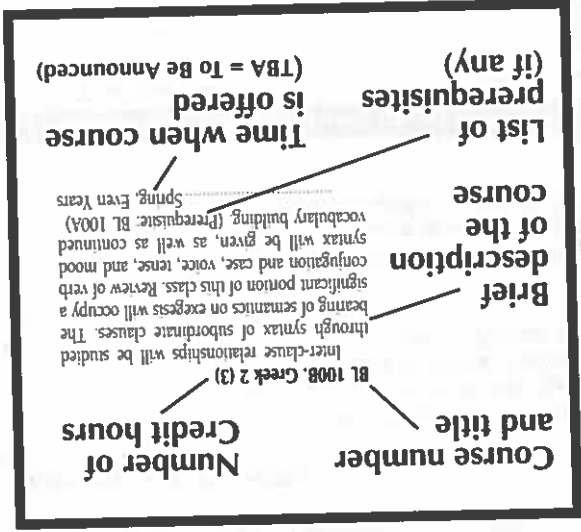 Course number
and title
Number of
Credit hours
BL 100B. Greek 2 (3)
Inter-clause relationships will be studied
through syntax of subordinate clauses. The
bearing of semantics on exegesis will occupy a
significant portion of this class. Review of verb
conjugation and case, voice, tense, and mood
syntax will be given, as well as continued
vocabulary building. (Prerequisite: BL 100A)
Spring, Even Years
Brief
description
of the
course
List of
prerequisites
(if any)
Time when course
is offered
(TBA = To Be Announced)